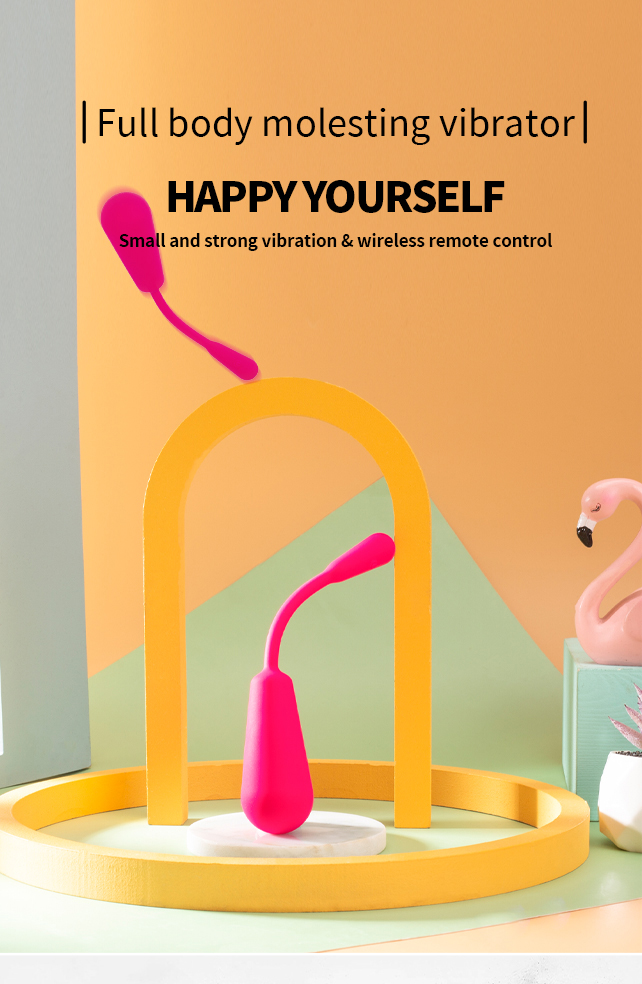 Full body molesting vibrator
HAPPY YOURSELF
Small and strong vibration & wireless remote control